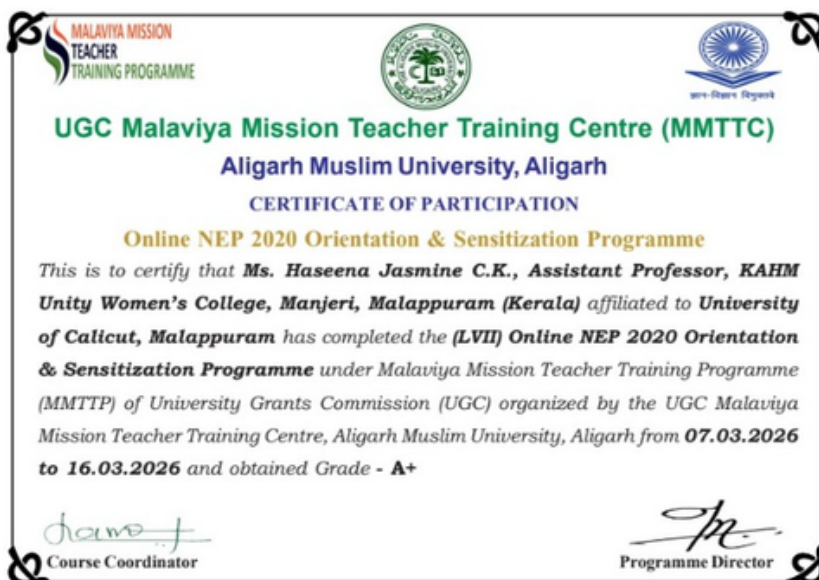 MALAVIYA MISSION
TEACHER
TRAINING PROGRAMME
ज्ञान-विज्ञान विमुक्तये
UGC Malaviya Mission Teacher Training Centre (MMTTC)
Aligarh Muslim University, Aligarh
CERTIFICATE OF PARTICIPATION
Online NEP 2020 Orientation & Sensitization Programme
This is to certify that Ms. Haseena Jasmine C.K., Assistant Professor, KAHM
Unity Women's College, Manjeri, Malappuram (Kerala) affiliated to University
of Calicut, Malappuram has completed the (LVII) Online NEP 2020 Orientation
& Sensitization Programme under Malaviya Mission Teacher Training Programme
(MMTTP) of University Grants Commission (UGC) organized by the UGC Malaviya
Mission Teacher Training Centre, Aligarh Muslim University, Aligarh from 07.03.2026
to 16.03.2026 and obtained Grade - A+
Course Coordinator
Programme Director